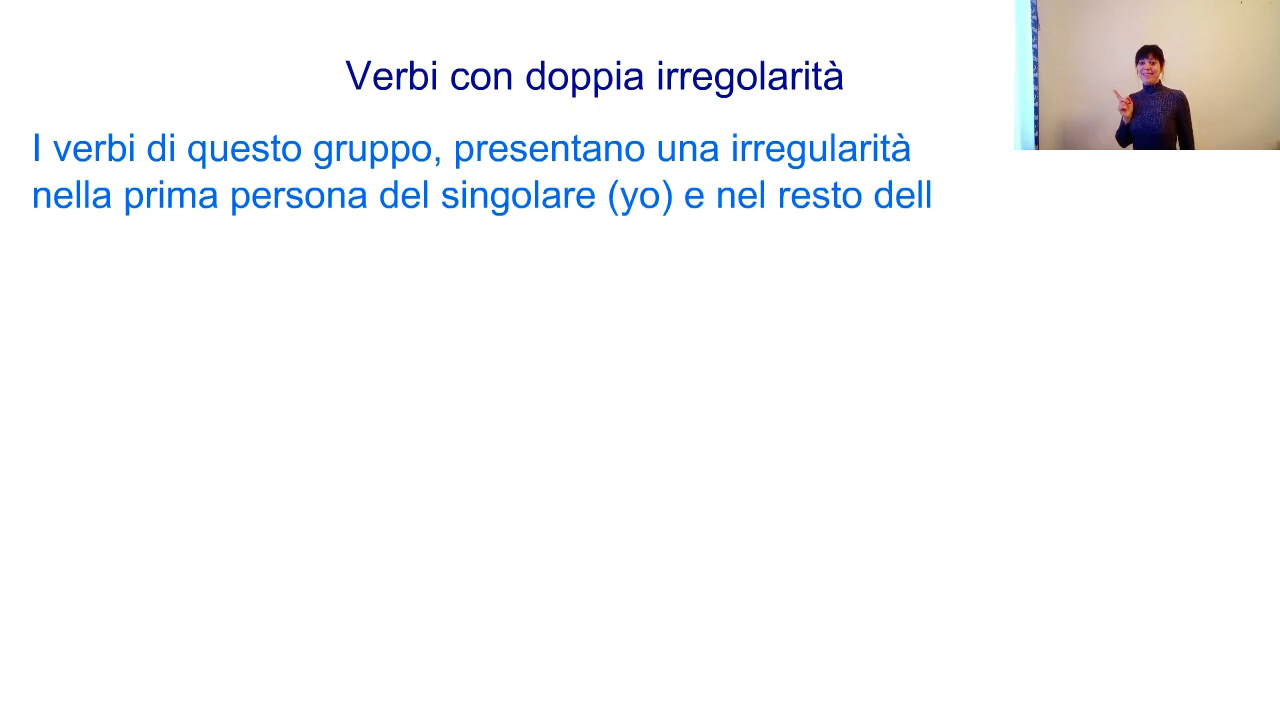 Verbi con doppia irregolarità
I verbi di questo gruppo, presentano una irregularità
nella prima persona del singolare (yo) e nel resto dell